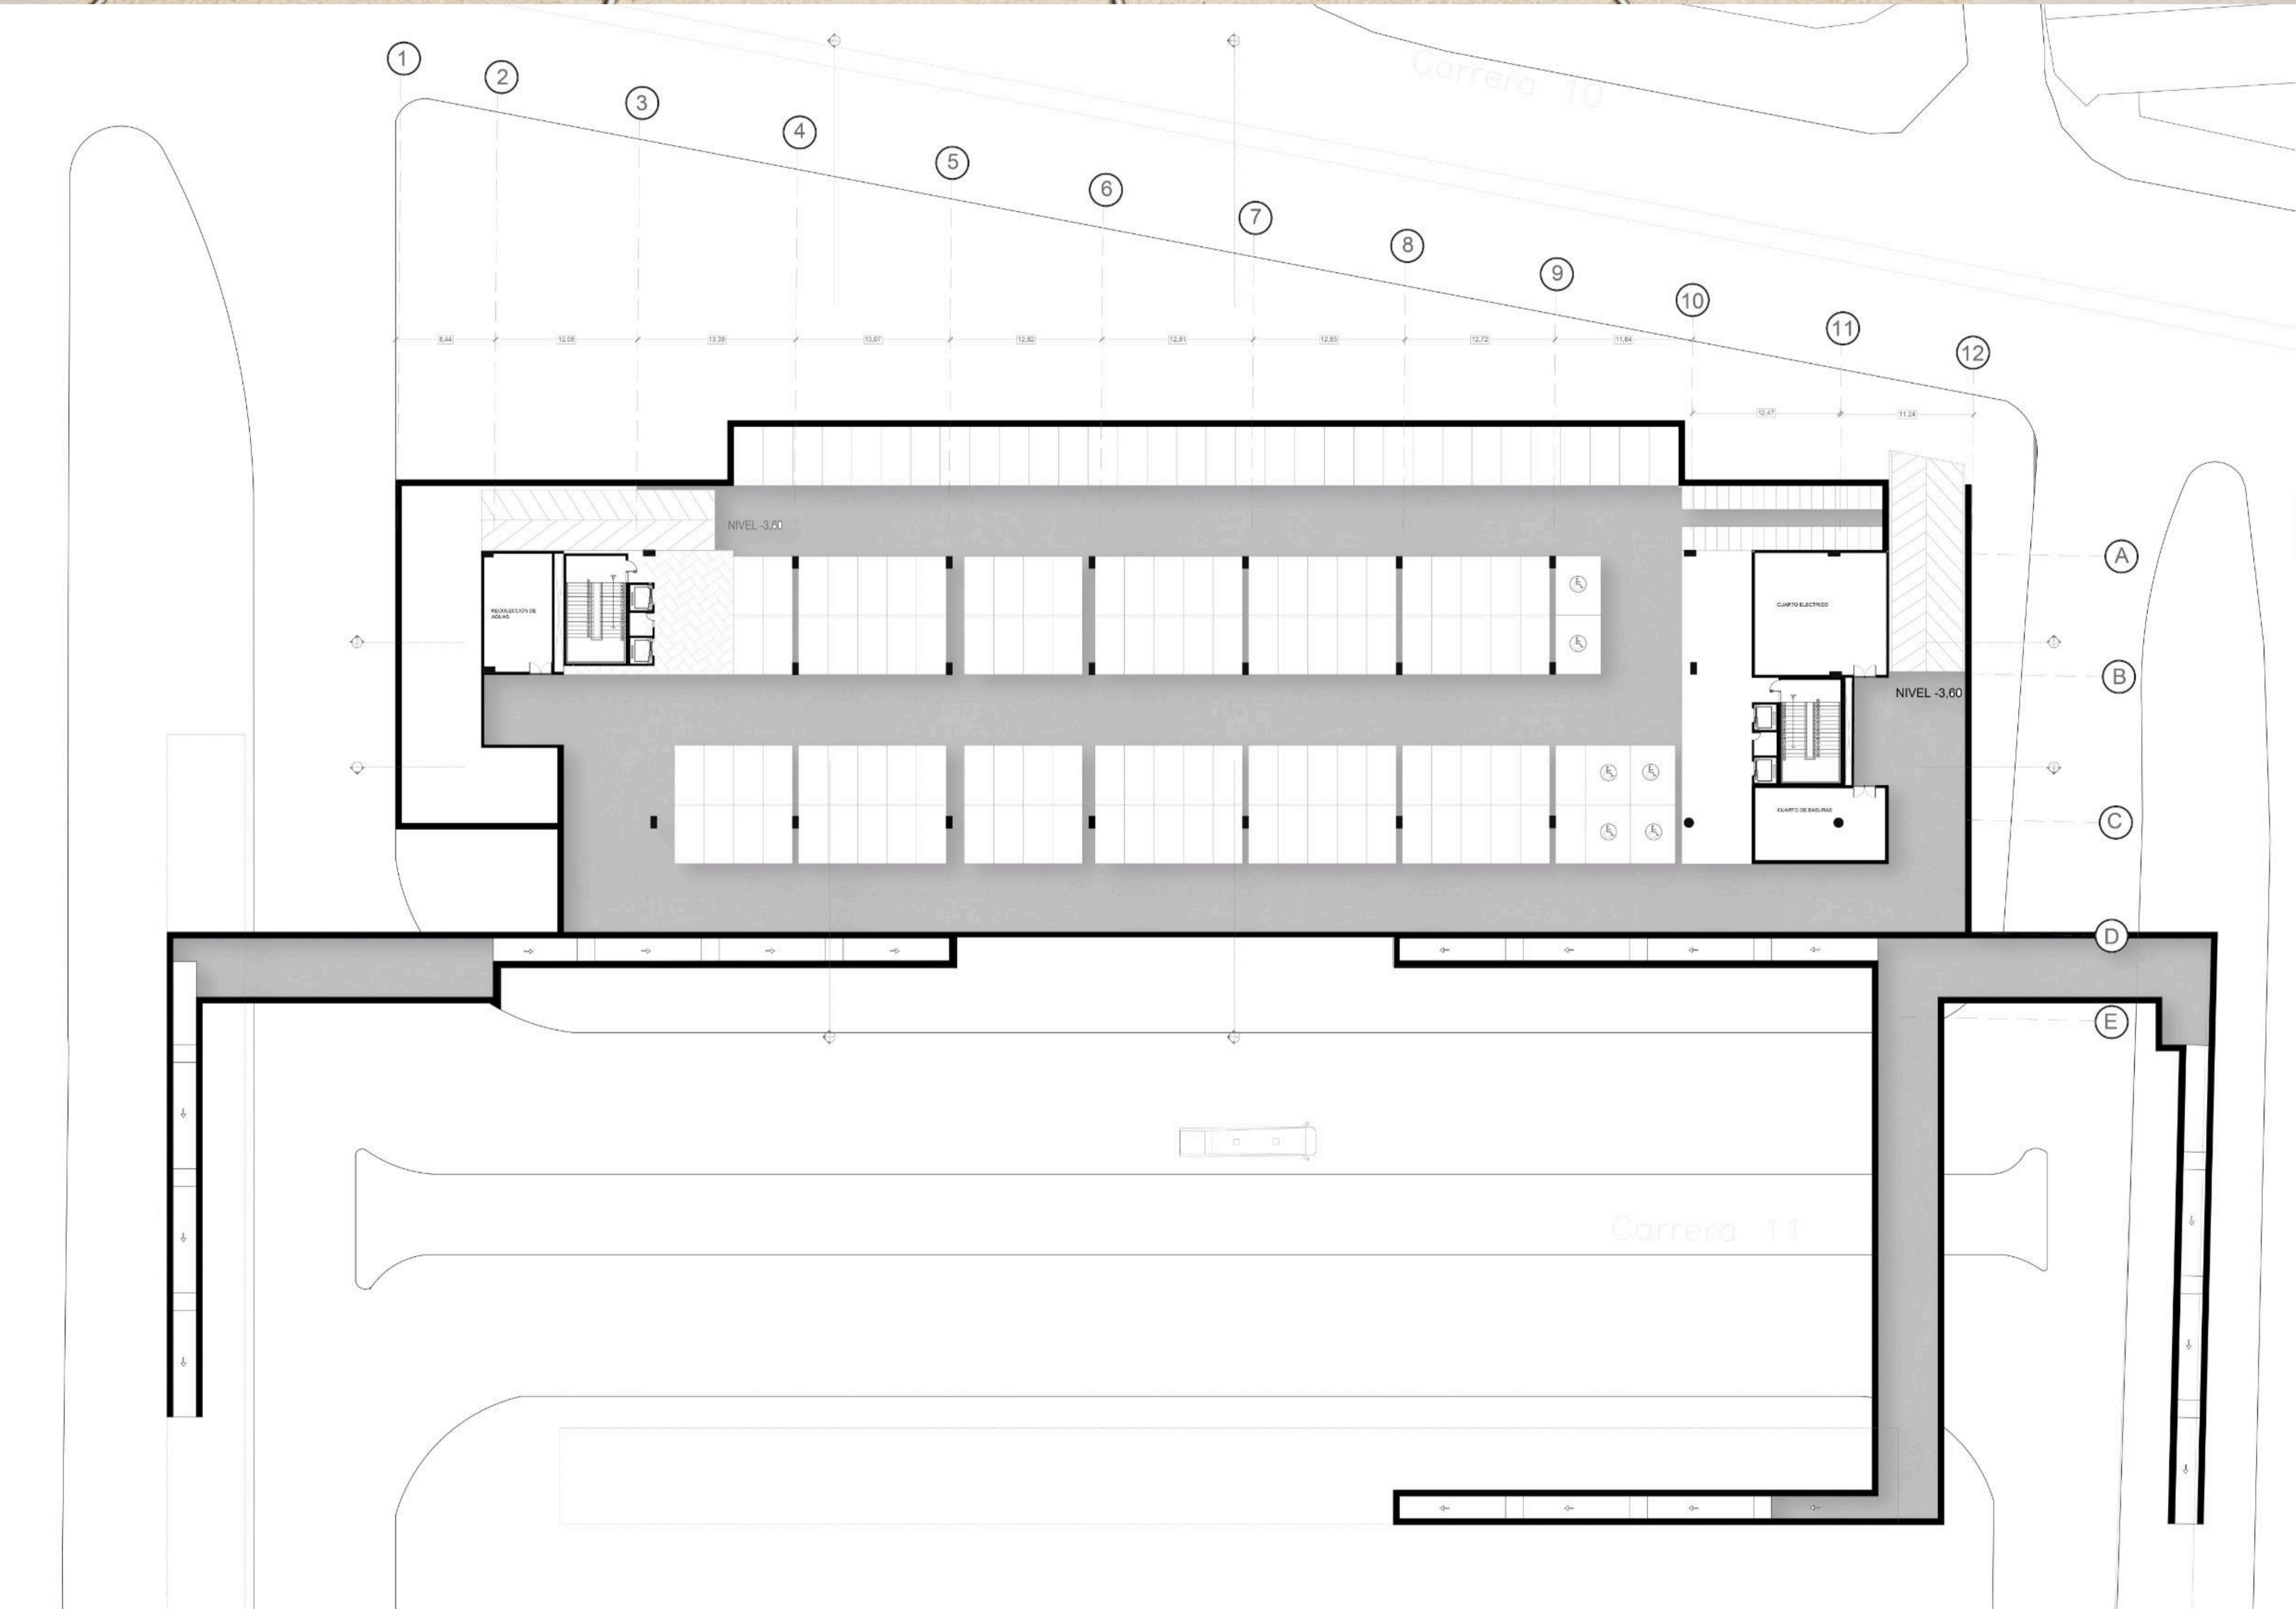 Carrera 10
1
2
3
4
5
6
7
8
9
10
11
12
8,44
12,06
13,38
13,07
12,82
12,81
12,83
12,72
11,64
12,47
11,24
NIVEL -3,60
A
RECOLECCIÓN DE
AGUAS
CUARTO ELECTRICO
B
NIVEL -3,60
CUARTO DE BASURAS
C
D
E
Carrera 11